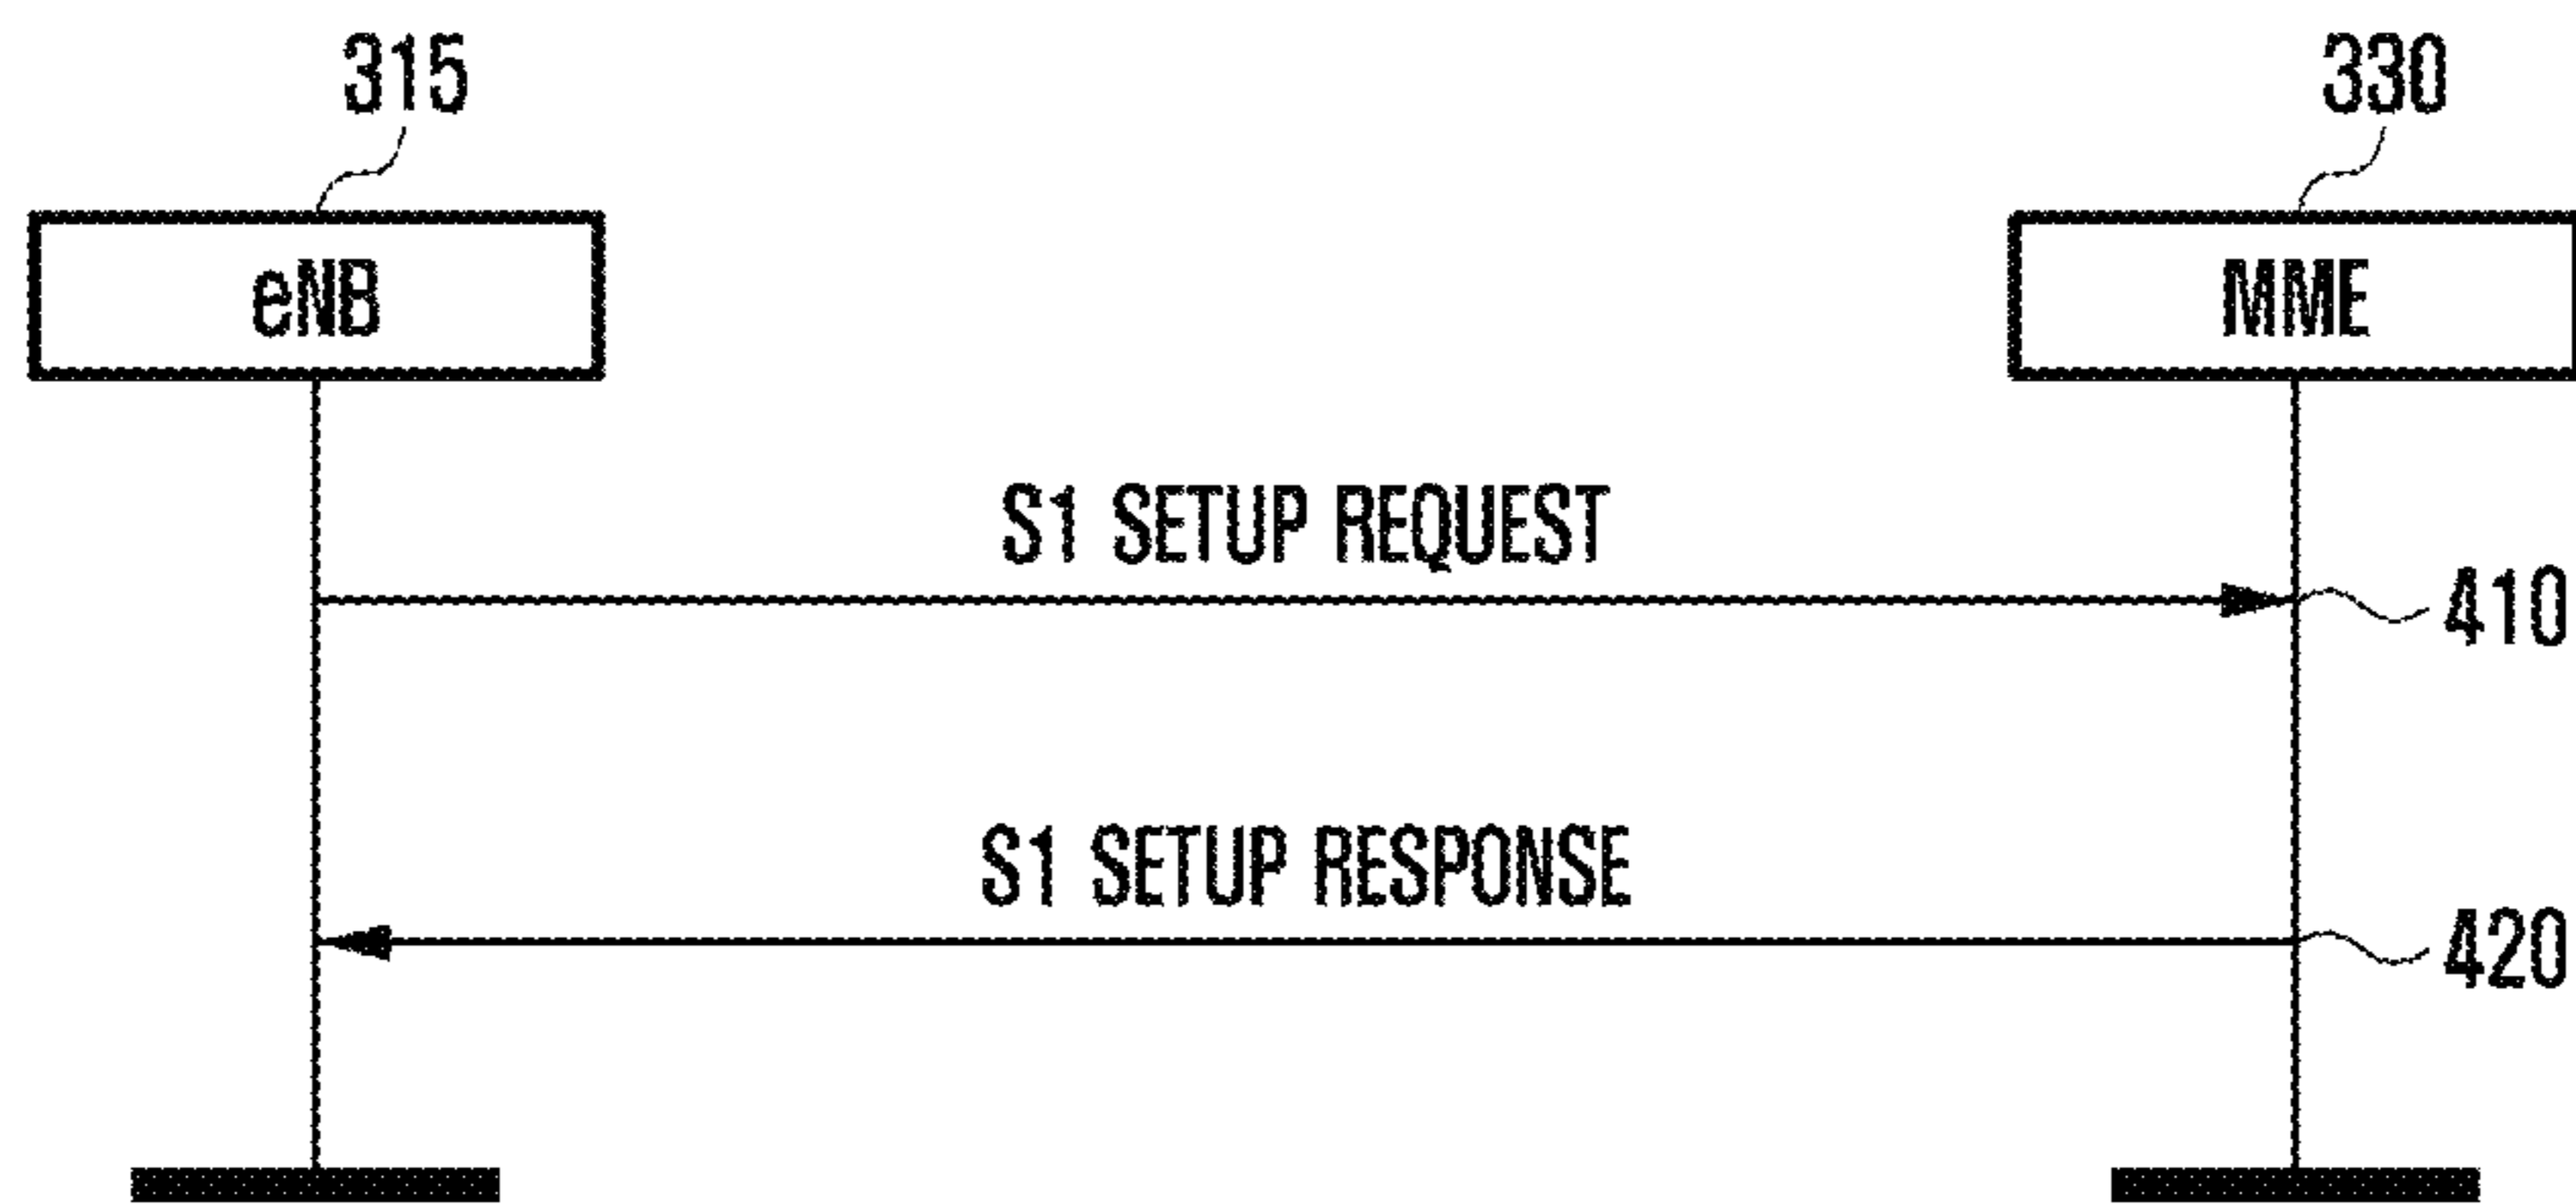 315
330
eNB
MME
S1 SETUP REQUEST
410
S1 SETUP RESPONSE
420